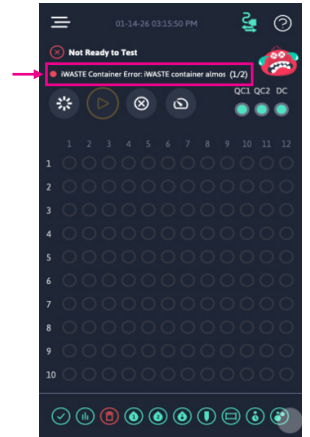 01-14-26 03:15:50 PM
Not Ready to Test
iWASTE Container Error: iWASTE container almos (1/2)
QC1 QC2 DC
1 2 3 4 5 6 7 8 9 10 11 12
1
2
3
4
5
6
7
8
9
10